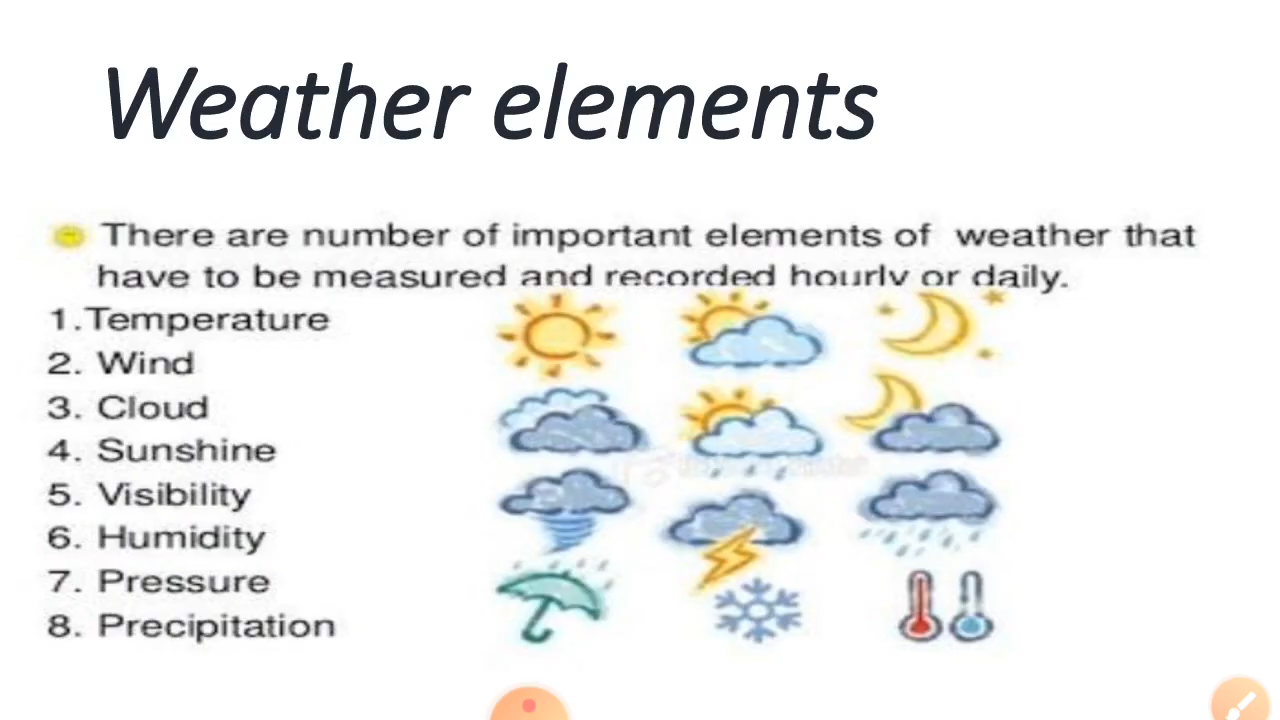 Weather elements
There are number of important elements of weather that
have to be measured and recorded hourly or daily.
1.Temperature
2. Wind
3. Cloud
4. Sunshine
5. Visibility
6. Humidity
7. Pressure
8. Precipitation